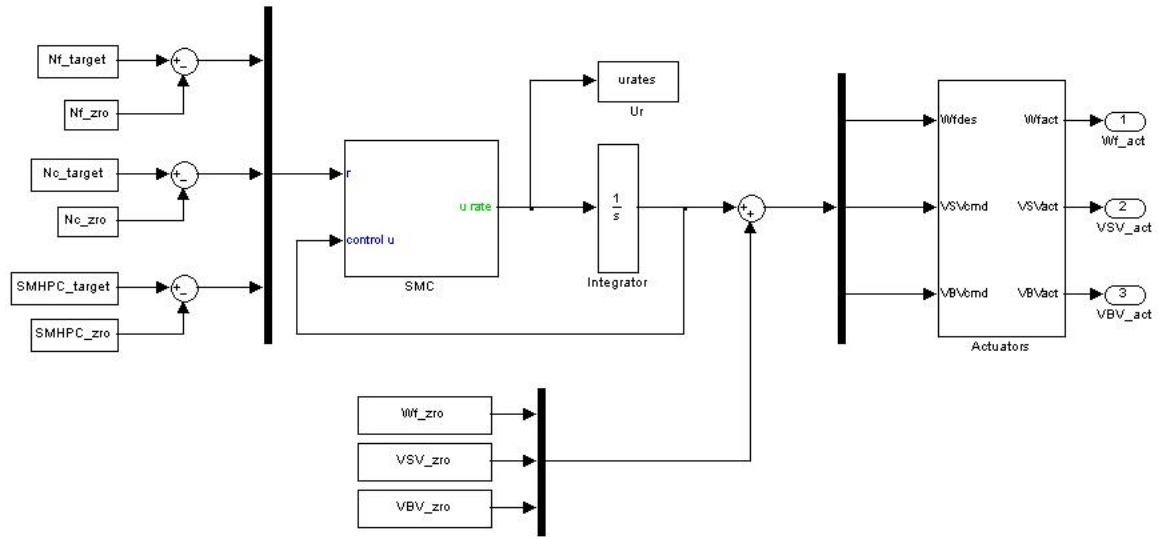 Nf_target
+
−
Nf_zro
Nc_target
+
−
Nc_zro
SMHPC_target
+
−
SMHPC_zro
r
u rate
control u
SMC
urates
Ur
1
s
Integrator
+
+
Wf_zro
VSV_zro
VBV_zro
Wfdes
Wfact
VSVcmd
VSVact
VBVcmd
VBVact
Actuators
1
Wf_act
2
VSV_act
3
VBV_act